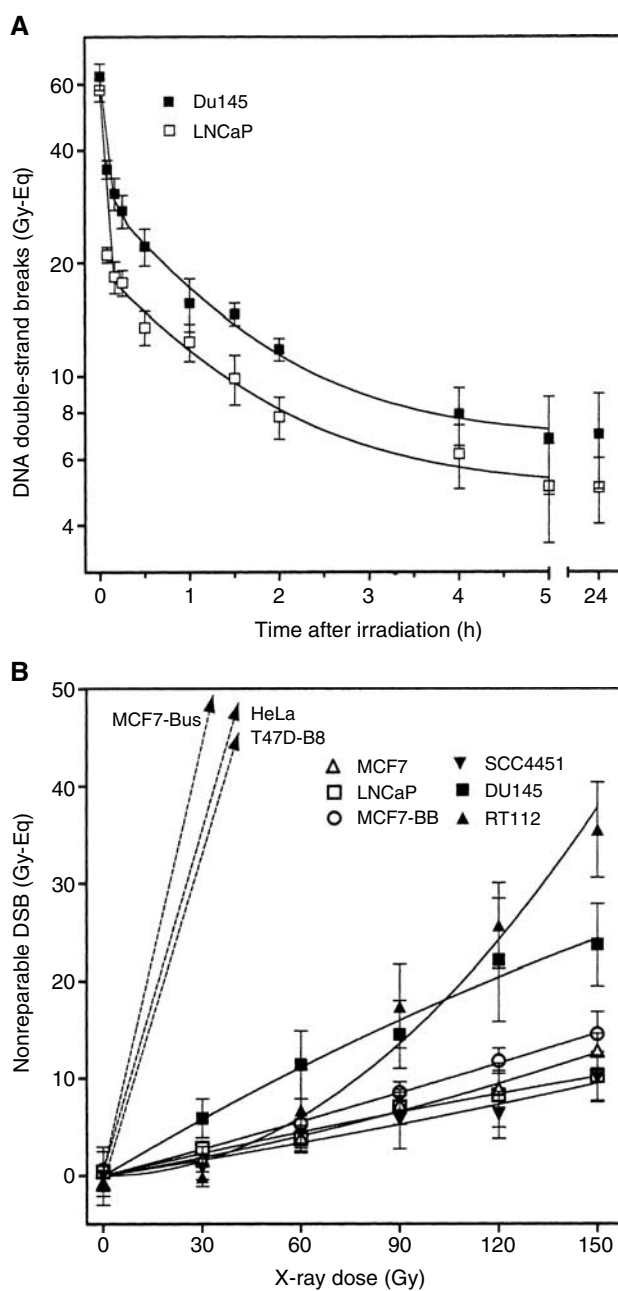 A
DNA double-strand breaks (Gy-Eq)
60
40
20
10
8
6
4
Du145
LNCaP
0 1 2 3 4 5 24
Time after irradiation (h)
B
Nonreparable DSB (Gy-Eq)
50
40
30
20
10
0
MCF7-Bus
HeLa
T47D-B8
MCF7
LNCaP
MCF7-BB
SCC4451
DU145
RT112
0 30 60 90 120 150
X-ray dose (Gy)